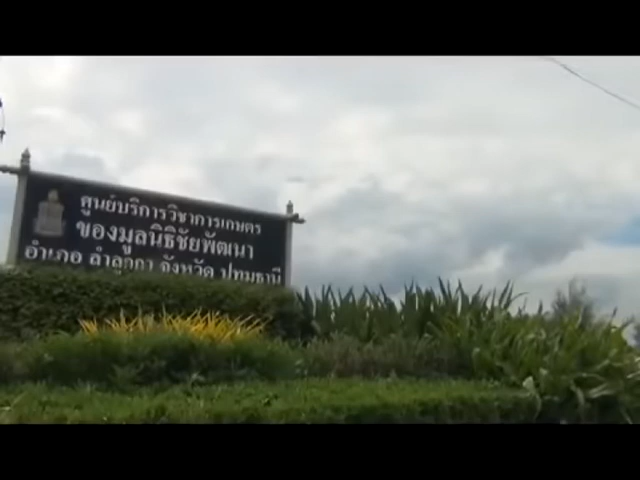 ศูนย์บริการวิชาการเกษตร
ของมูลนิธิชัยพัฒนา
อำเภอ ลำลูกกา จังหวัด ปทุมธานี